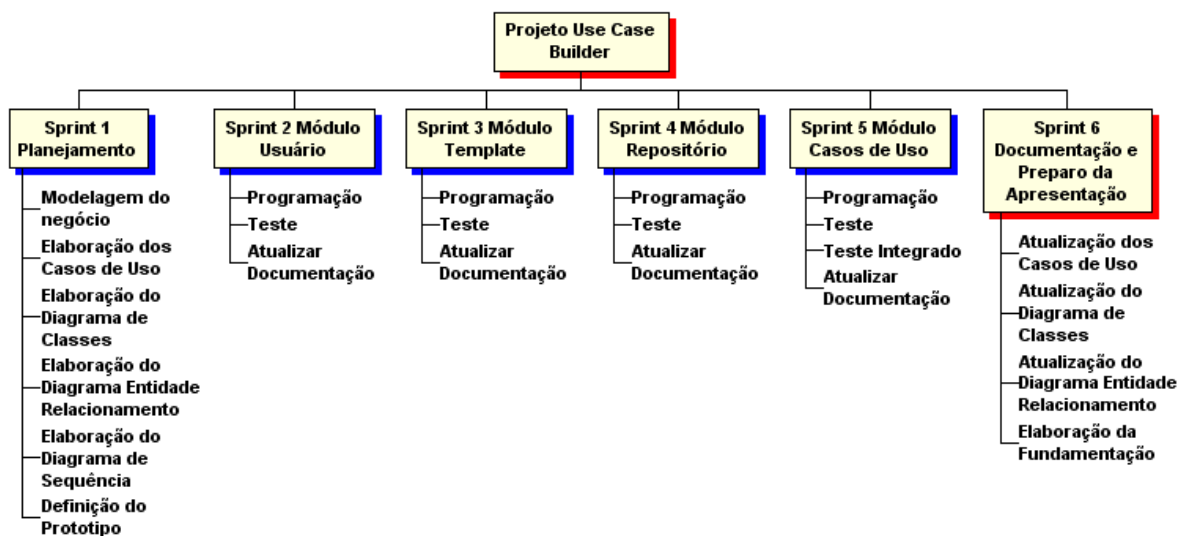 Projeto Use Case
Builder
Sprint 1
Planejamento
Modelagem do
negócio
Elaboração dos
Casos de Uso
Elaboração do
Diagrama de
Classes
Elaboração do
Diagrama Entidade
Relacionamento
Elaboração do
Diagrama de
Sequência
Definição do
Prototipo
Sprint 2 Módulo
Usuário
Programação
Teste
Atualizar
Documentação
Sprint 3 Módulo
Template
Programação
Teste
Atualizar
Documentação
Sprint 4 Módulo
Repositório
Programação
Teste
Atualizar
Documentação
Sprint 5 Módulo
Casos de Uso
Programação
Teste
Teste Integrado
Atualizar
Documentação
Sprint 6
Documentação e
Preparo da
Apresentação
Atualização dos
Casos de Uso
Atualização do
Diagrama de
Classes
Atualização do
Diagrama Entidade
Relacionamento
Elaboração da
Fundamentação